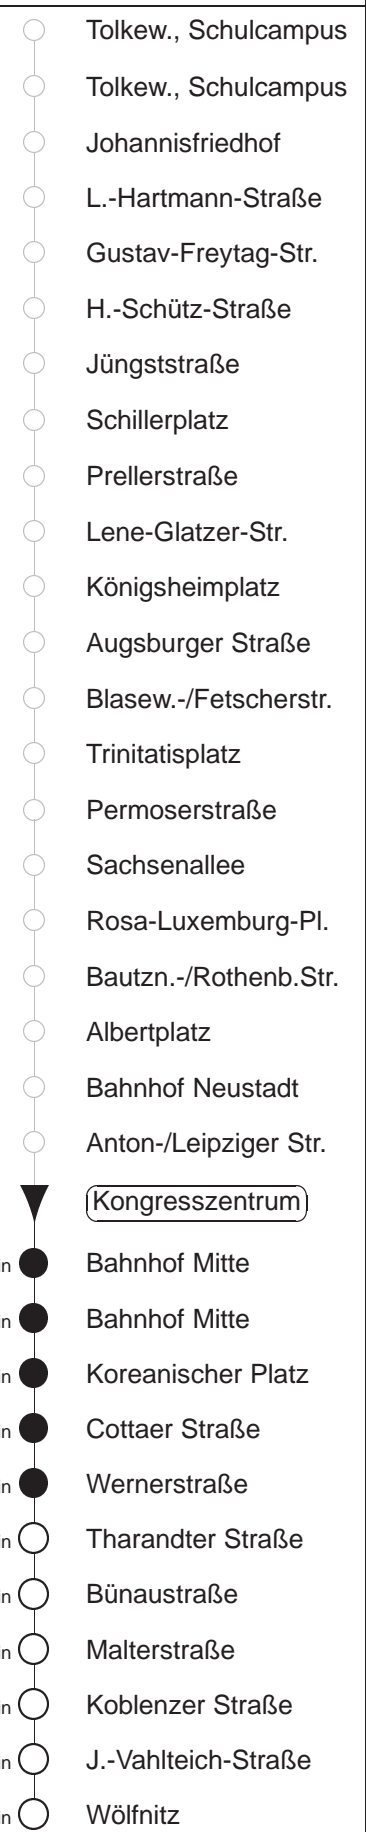 Tolkew., Schulcampus
Tolkew., Schulcampus
Johannisfriedhof
L.-Hartmann-Straße
Gustav-Freytag-Str.
H.-Schütz-Straße
Jüngststraße
Schillerplatz
Prellerstraße
Lene-Glatzer-Str.
Königsheimplatz
Augsburger Straße
Blasew.-/Fetscherstr.
Trinitatisplatz
Permoserstraße
Sachsenallee
Rosa-Luxemburg-Pl.
Bautzn.-/Rothenb.Str.
Albertplatz
Bahnhof Neustadt
Anton-/Leipziger Str.
Kongresszentrum
Bahnhof Mitte
Bahnhof Mitte
Koreanischer Platz
Cottaer Straße
Wernerstraße
Tharandter Straße
Bünaustraße
Malterstraße
Koblenzer Straße
J.-Vahlteich-Straße
Wölfnitz